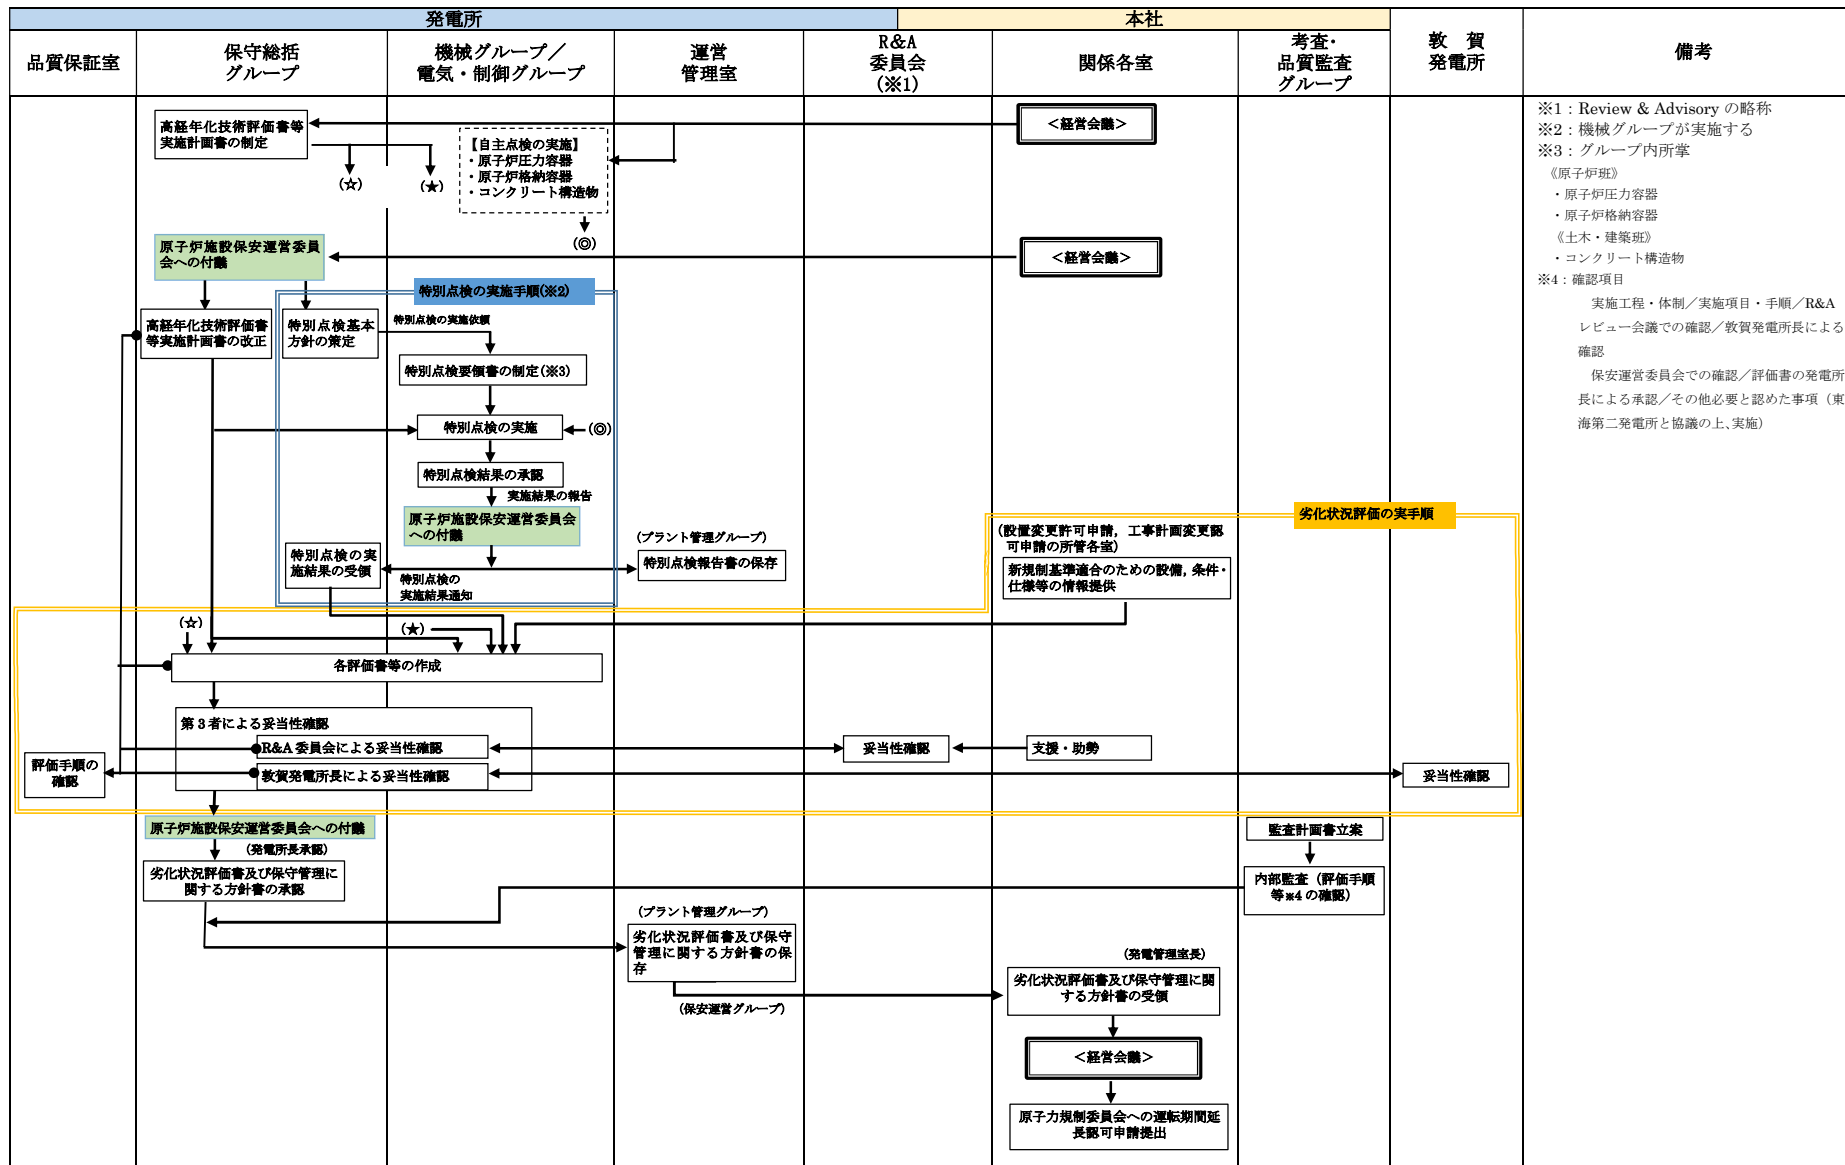 発電所
本社
品質保証室
保守総括
グループ
機械グループ／
電気・制御グループ
運営
管理室
R&A
委員会
(※1)
関係各室
考査・
品質監査
グループ
敦　賀
発電所
備考
高経年化技術評価書等
実施計画書の制定
(☆)
(★)
【自主点検の実施】
・原子炉圧力容器
・原子炉格納容器
・コンクリート構造物
(◎)
＜経営会議＞
※1：Review & Advisory の略称
※2：機械グループが実施する
※3：グループ内所掌
《原子炉班》
・原子炉圧力容器
・原子炉格納容器
《土木・建築班》
・コンクリート構造物
※4：確認項目
実施工程・体制／実施項目・手順／R&A
レビュー会議での確認／敦賀発電所長による
確認
保安運営委員会での確認／評価書の発電所
長による承認／その他必要と認めた事項（東
海第二発電所と協議の上、実施）
原子炉施設保安運営委員
会への付議
＜経営会議＞
特別点検の実施手順(※2)
高経年化技術評価書
等実施計画書の改正
特別点検基本
方針の策定
特別点検の実施依頼
特別点検要領書の制定(※3)
特別点検の実施
(◎)
特別点検結果の承認
実施結果の報告
原子炉施設保安運営委員会
への付議
特別点検の実
施結果の受領
特別点検の
実施結果通知
(プラント管理グループ)
特別点検報告書の保存
劣化状況評価の実手順
(設置変更許可申請，工事計画変更認
可申請の所管各室)
新規制基準適合のための設備，条件・
仕様等の情報提供
(☆)
(★)
各評価書等の作成
第 3 者による妥当性確認
R&A 委員会による妥当性確認
妥当性確認
支援・助勢
評価手順の
確認
敦賀発電所長による妥当性確認
妥当性確認
原子炉施設保安運営委員会への付議
(発電所長承認)
劣化状況評価書及び保守管理に
関する方針書の承認
監査計画書立案
内部監査（評価手順
等※4 の確認）
(プラント管理グループ)
劣化状況評価書及び保守
管理に関する方針書の保
存
(保安運営グループ)
(発電管理室長)
劣化状況評価書及び保守管理に関
する方針書の受領
＜経営会議＞
原子力規制委員会への運転期間延
長認可申請提出